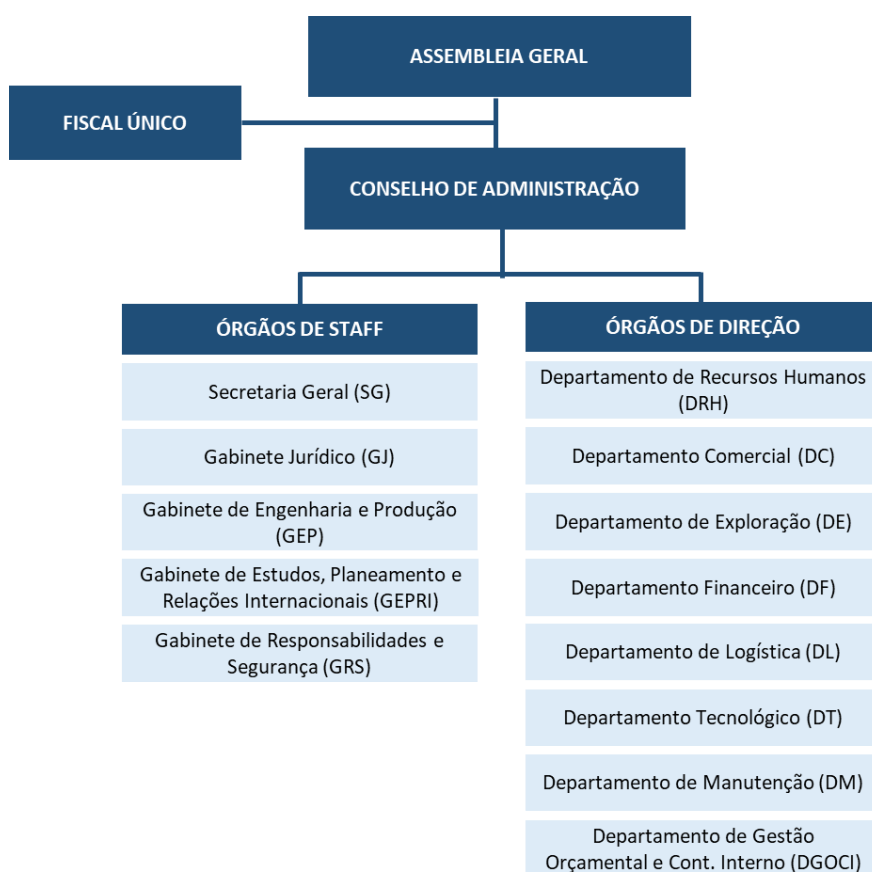 ASSEMBLEIA GERAL
FISCAL ÚNICO
CONSELHO DE ADMINISTRAÇÃO
ÓRGÃOS DE STAFF
Secretaria Geral (SG)
Gabinete Jurídico (GJ)
Gabinete de Engenharia e Produção
(GEP)
Gabinete de Estudos, Planeamento e
Relações Internacionais (GEPRI)
Gabinete de Responsabilidades e
Segurança (GRS)
ÓRGÃOS DE DIREÇÃO
Departamento de Recursos Humanos
(DRH)
Departamento Comercial (DC)
Departamento de Exploração (DE)
Departamento Financeiro (DF)
Departamento de Logística (DL)
Departamento Tecnológico (DT)
Departamento de Manutenção (DM)
Departamento de Gestão
Orçamental e Cont. Interno (DGOCI)